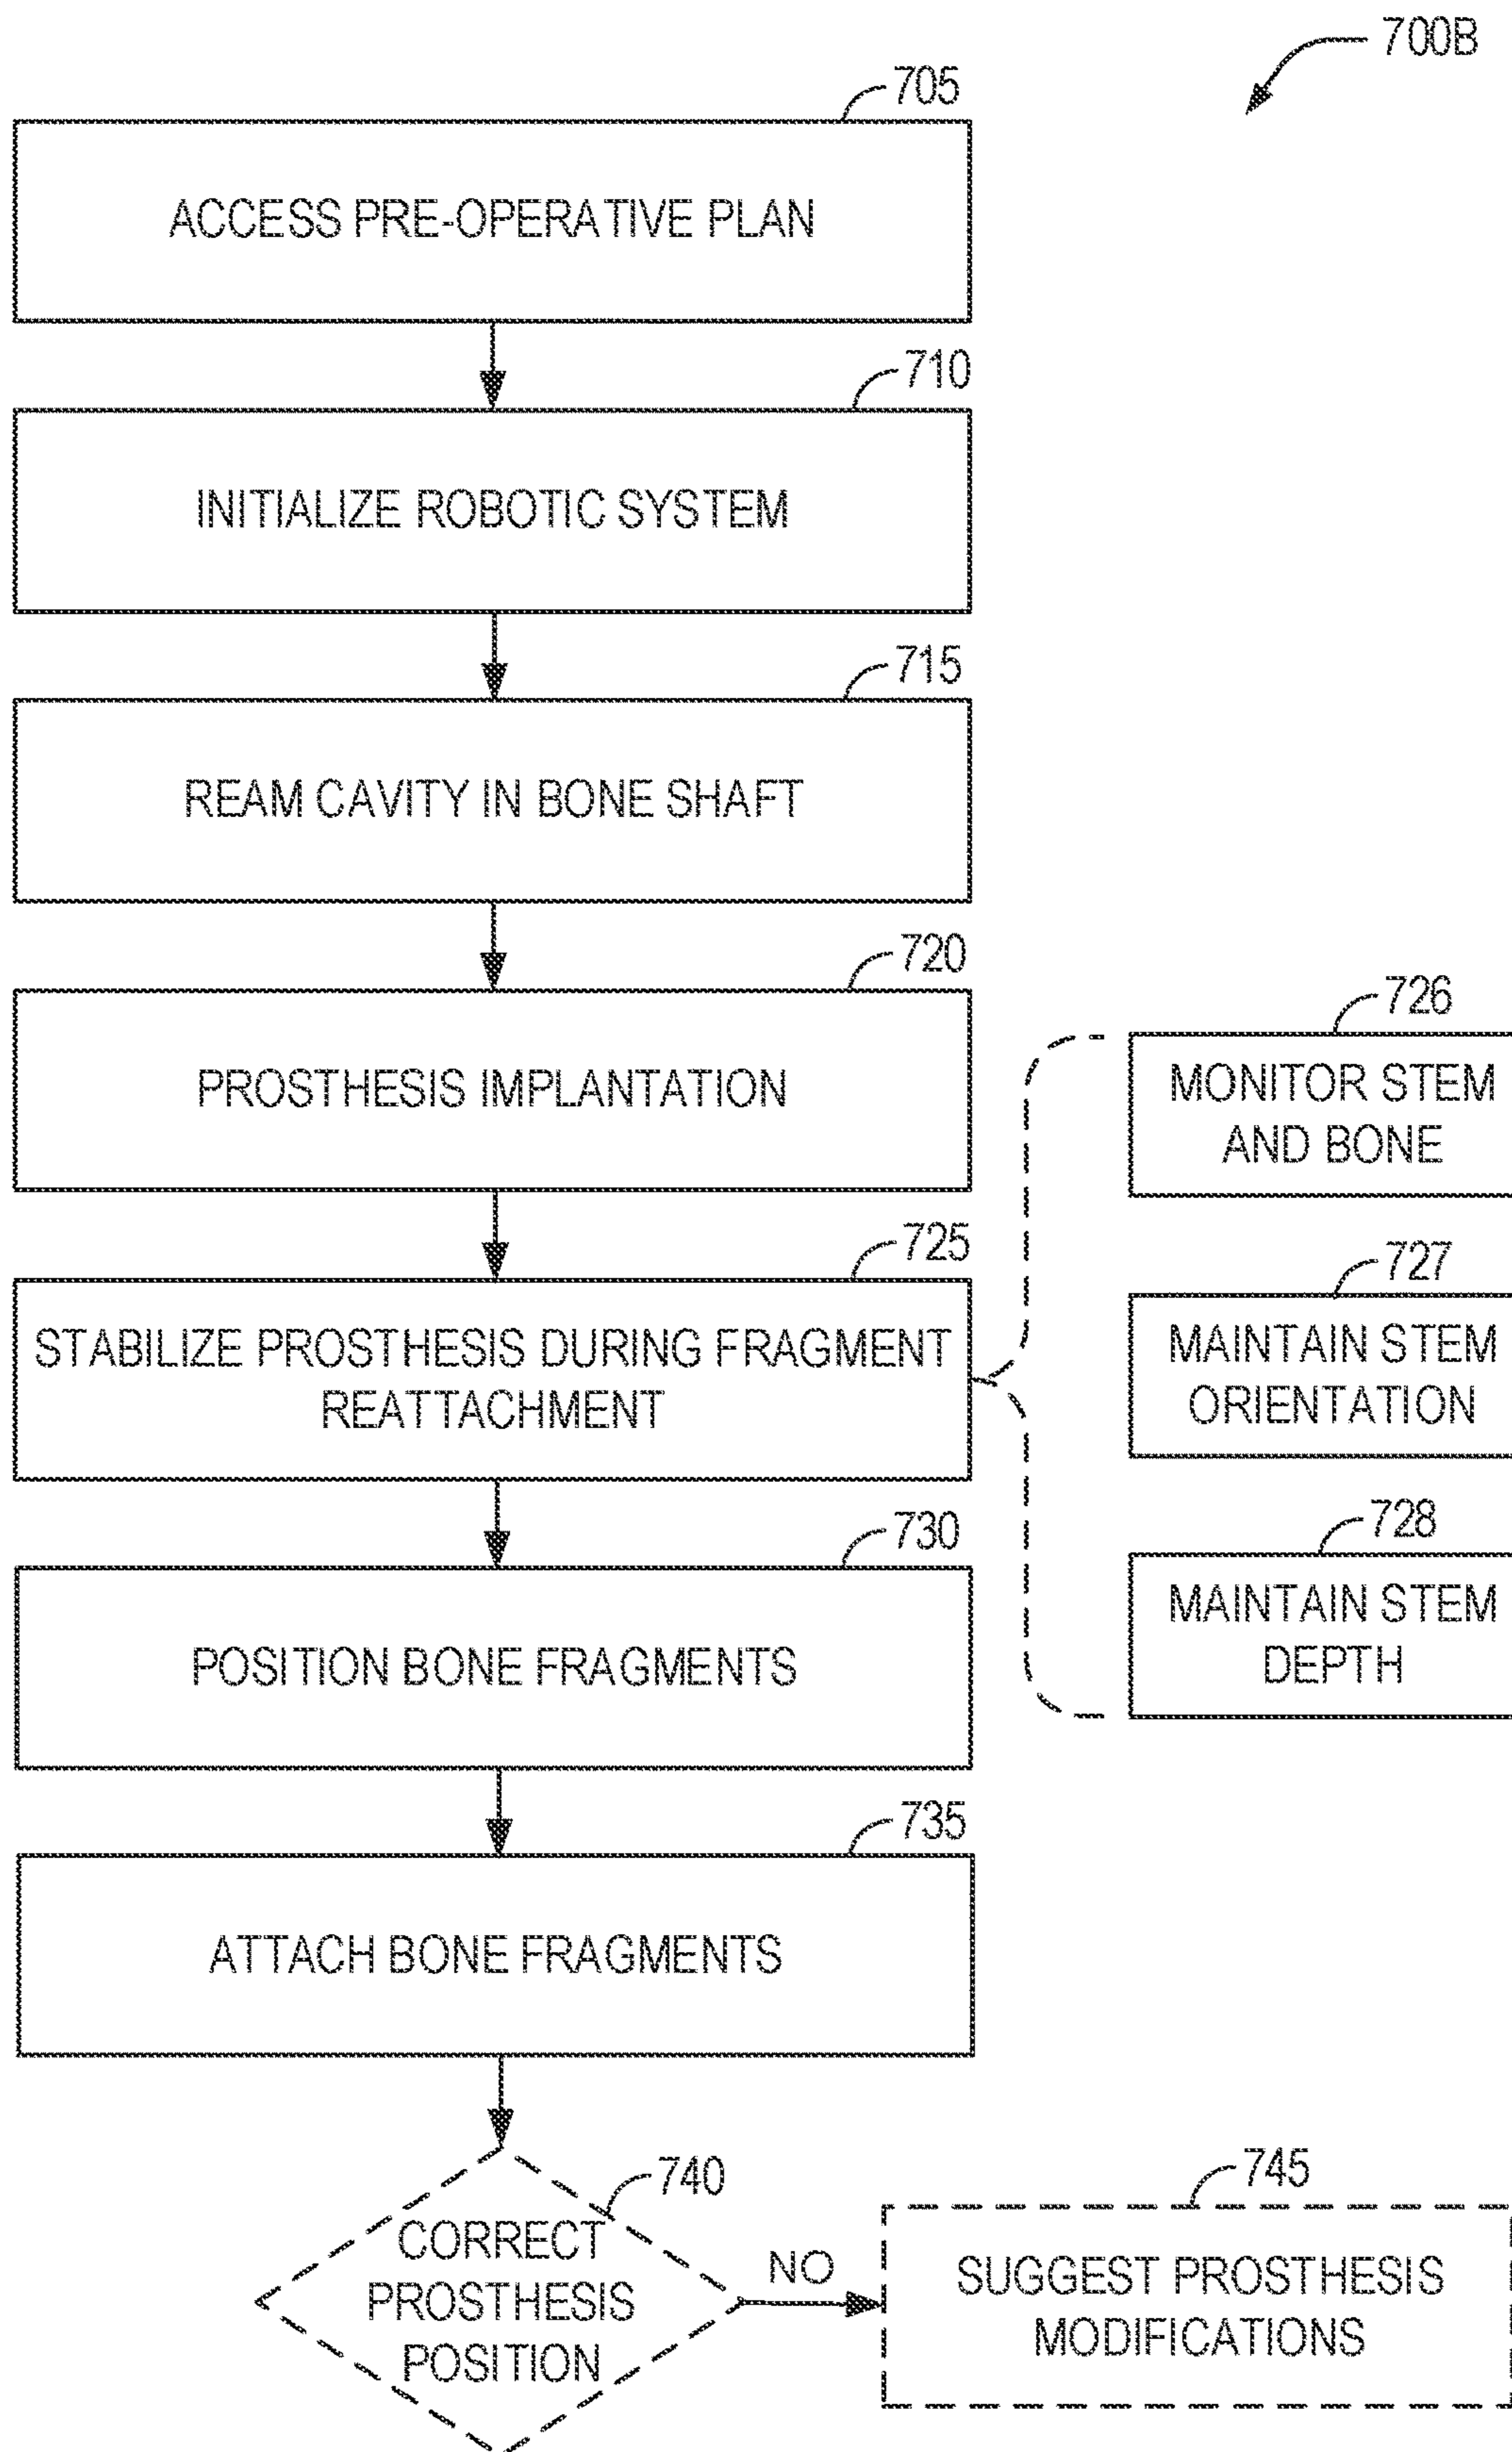 700B
705
ACCESS PRE-OPERATIVE PLAN
710
INITIALIZE ROBOTIC SYSTEM
715
REAM CAVITY IN BONE SHAFT
720
PROSTHESIS IMPLANTATION
725
STABILIZE PROSTHESIS DURING FRAGMENT
REATTACHMENT
726
MONITOR STEM
AND BONE
727
MAINTAIN STEM
ORIENTATION
728
MAINTAIN STEM
DEPTH
730
POSITION BONE FRAGMENTS
735
ATTACH BONE FRAGMENTS
740
CORRECT
PROSTHESIS
POSITION
NO
745
SUGGEST PROSTHESIS
MODIFICATIONS